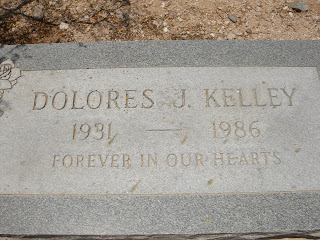 DOLORES J. KELLEY
1931 — 1986
FOREVER IN OUR HEARTS